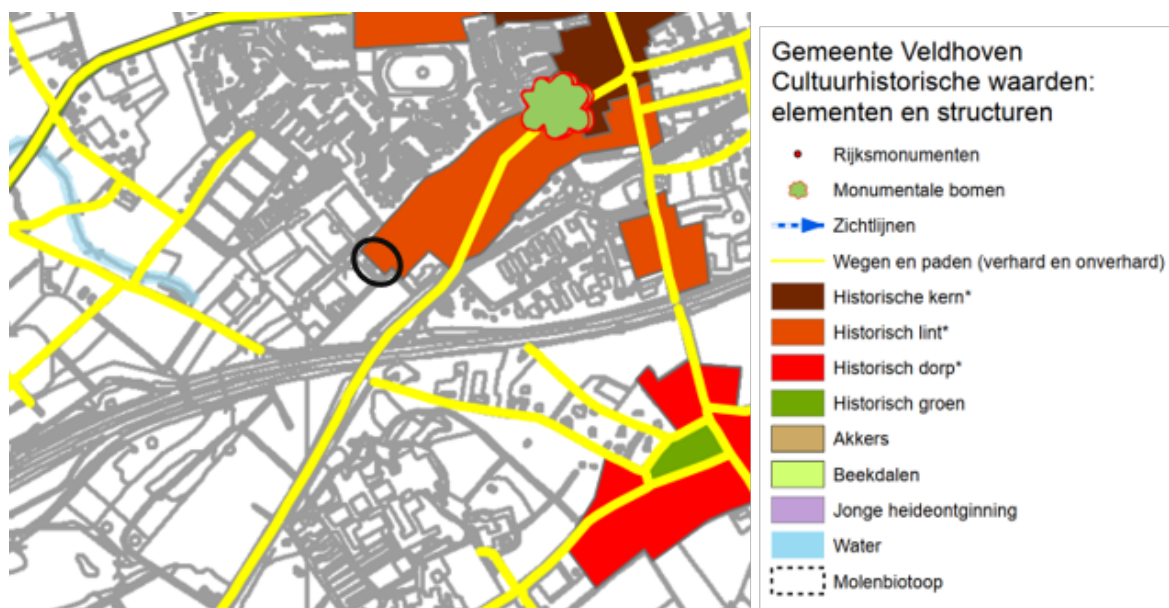 Gemeente Veldhoven
Cultuurhistorische waarden:
elementen en structuren
Rijksmonumenten
Monumentale bomen
Zichtlijnen
Wegen en paden (verhard en onverhard)
Historische kern*
Historisch lint*
Historisch dorp*
Historisch groen
Akkers
Beekdalen
Jonge heideontginning
Water
Molenbiotoop